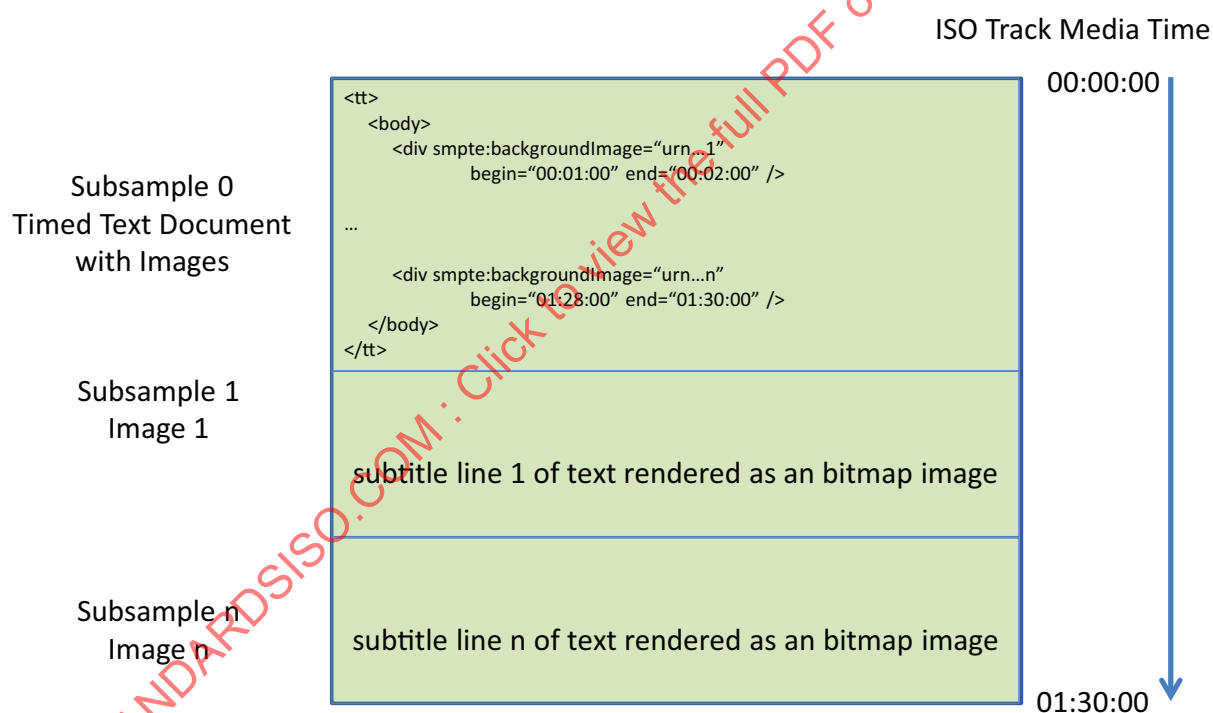 ISO Track Media Time
00:00:00
<tt>
<body>
<div smpte:backgroundImage=“urn...1”
begin=“00:01:00” end=“00:02:00” />
...
<div smpte:backgroundImage=“urn...n”
begin=“01:28:00” end=“01:30:00” />
</body>
</tt>
Subsample 0
Timed Text Document
with Images
Subsample 1
Image 1
subtitle line 1 of text rendered as an bitmap image
Subsample n
Image n
subtitle line n of text rendered as an bitmap image
01:30:00
NDARDSISO.COM : Click to view the full PDF o